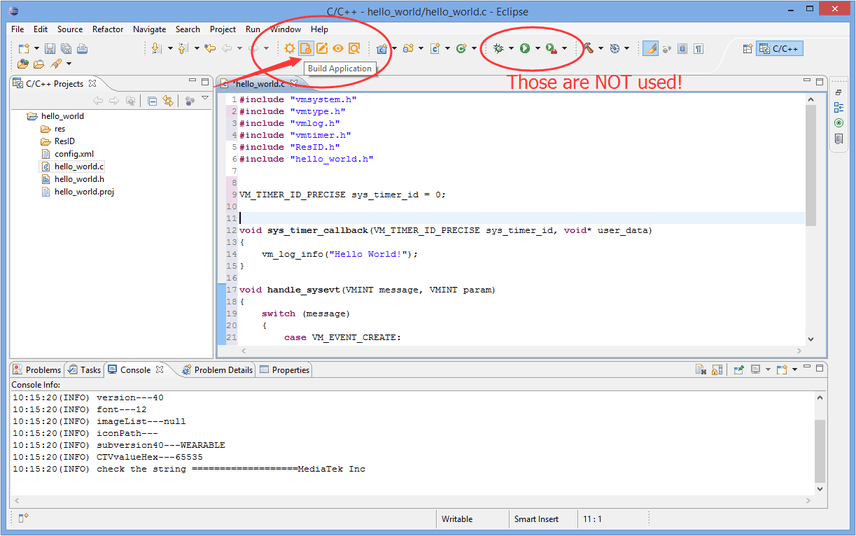 C/C++ - hello_world/hello_world.c - Eclipse
File Edit Source Refactor Navigate Search Project Run Window Help
C/C++
Build Application
Those are NOT used!
C/C++ Projects
hello_world
res
ResID
config.xml
hello_world.c
hello_world.h
hello_world.proj
*hello_world.c
1 #include "vmsystem.h"
2 #include "vmtype.h"
3 #include "vmlog.h"
4 #include "vmtimer.h"
5 #include "ResID.h"
6 #include "hello_world.h"
7
8
9 VM_TIMER_ID_PRECISE sys_timer_id = 0;
10
11
12 void sys_timer_callback(VM_TIMER_ID_PRECISE sys_timer_id, void* user_data)
13 {
14 vm_log_info("Hello World!");
15 }
16
17 void handle_sysevt(VMINT message, VMINT param)
18 {
19 switch (message)
20 {
21 case VM_EVENT_CREATE:
Problems Tasks Console Problem Details Properties
Console Info:
10:15:20(INFO) version---40
10:15:20(INFO) font---12
10:15:20(INFO) imageList---null
10:15:20(INFO) iconPath---
10:15:20(INFO) subversion40---WEARABLE
10:15:20(INFO) CTVvalueHex---65535
10:15:20(INFO) check the string ===================MediaTek Inc
Writable Smart Insert 11 : 1